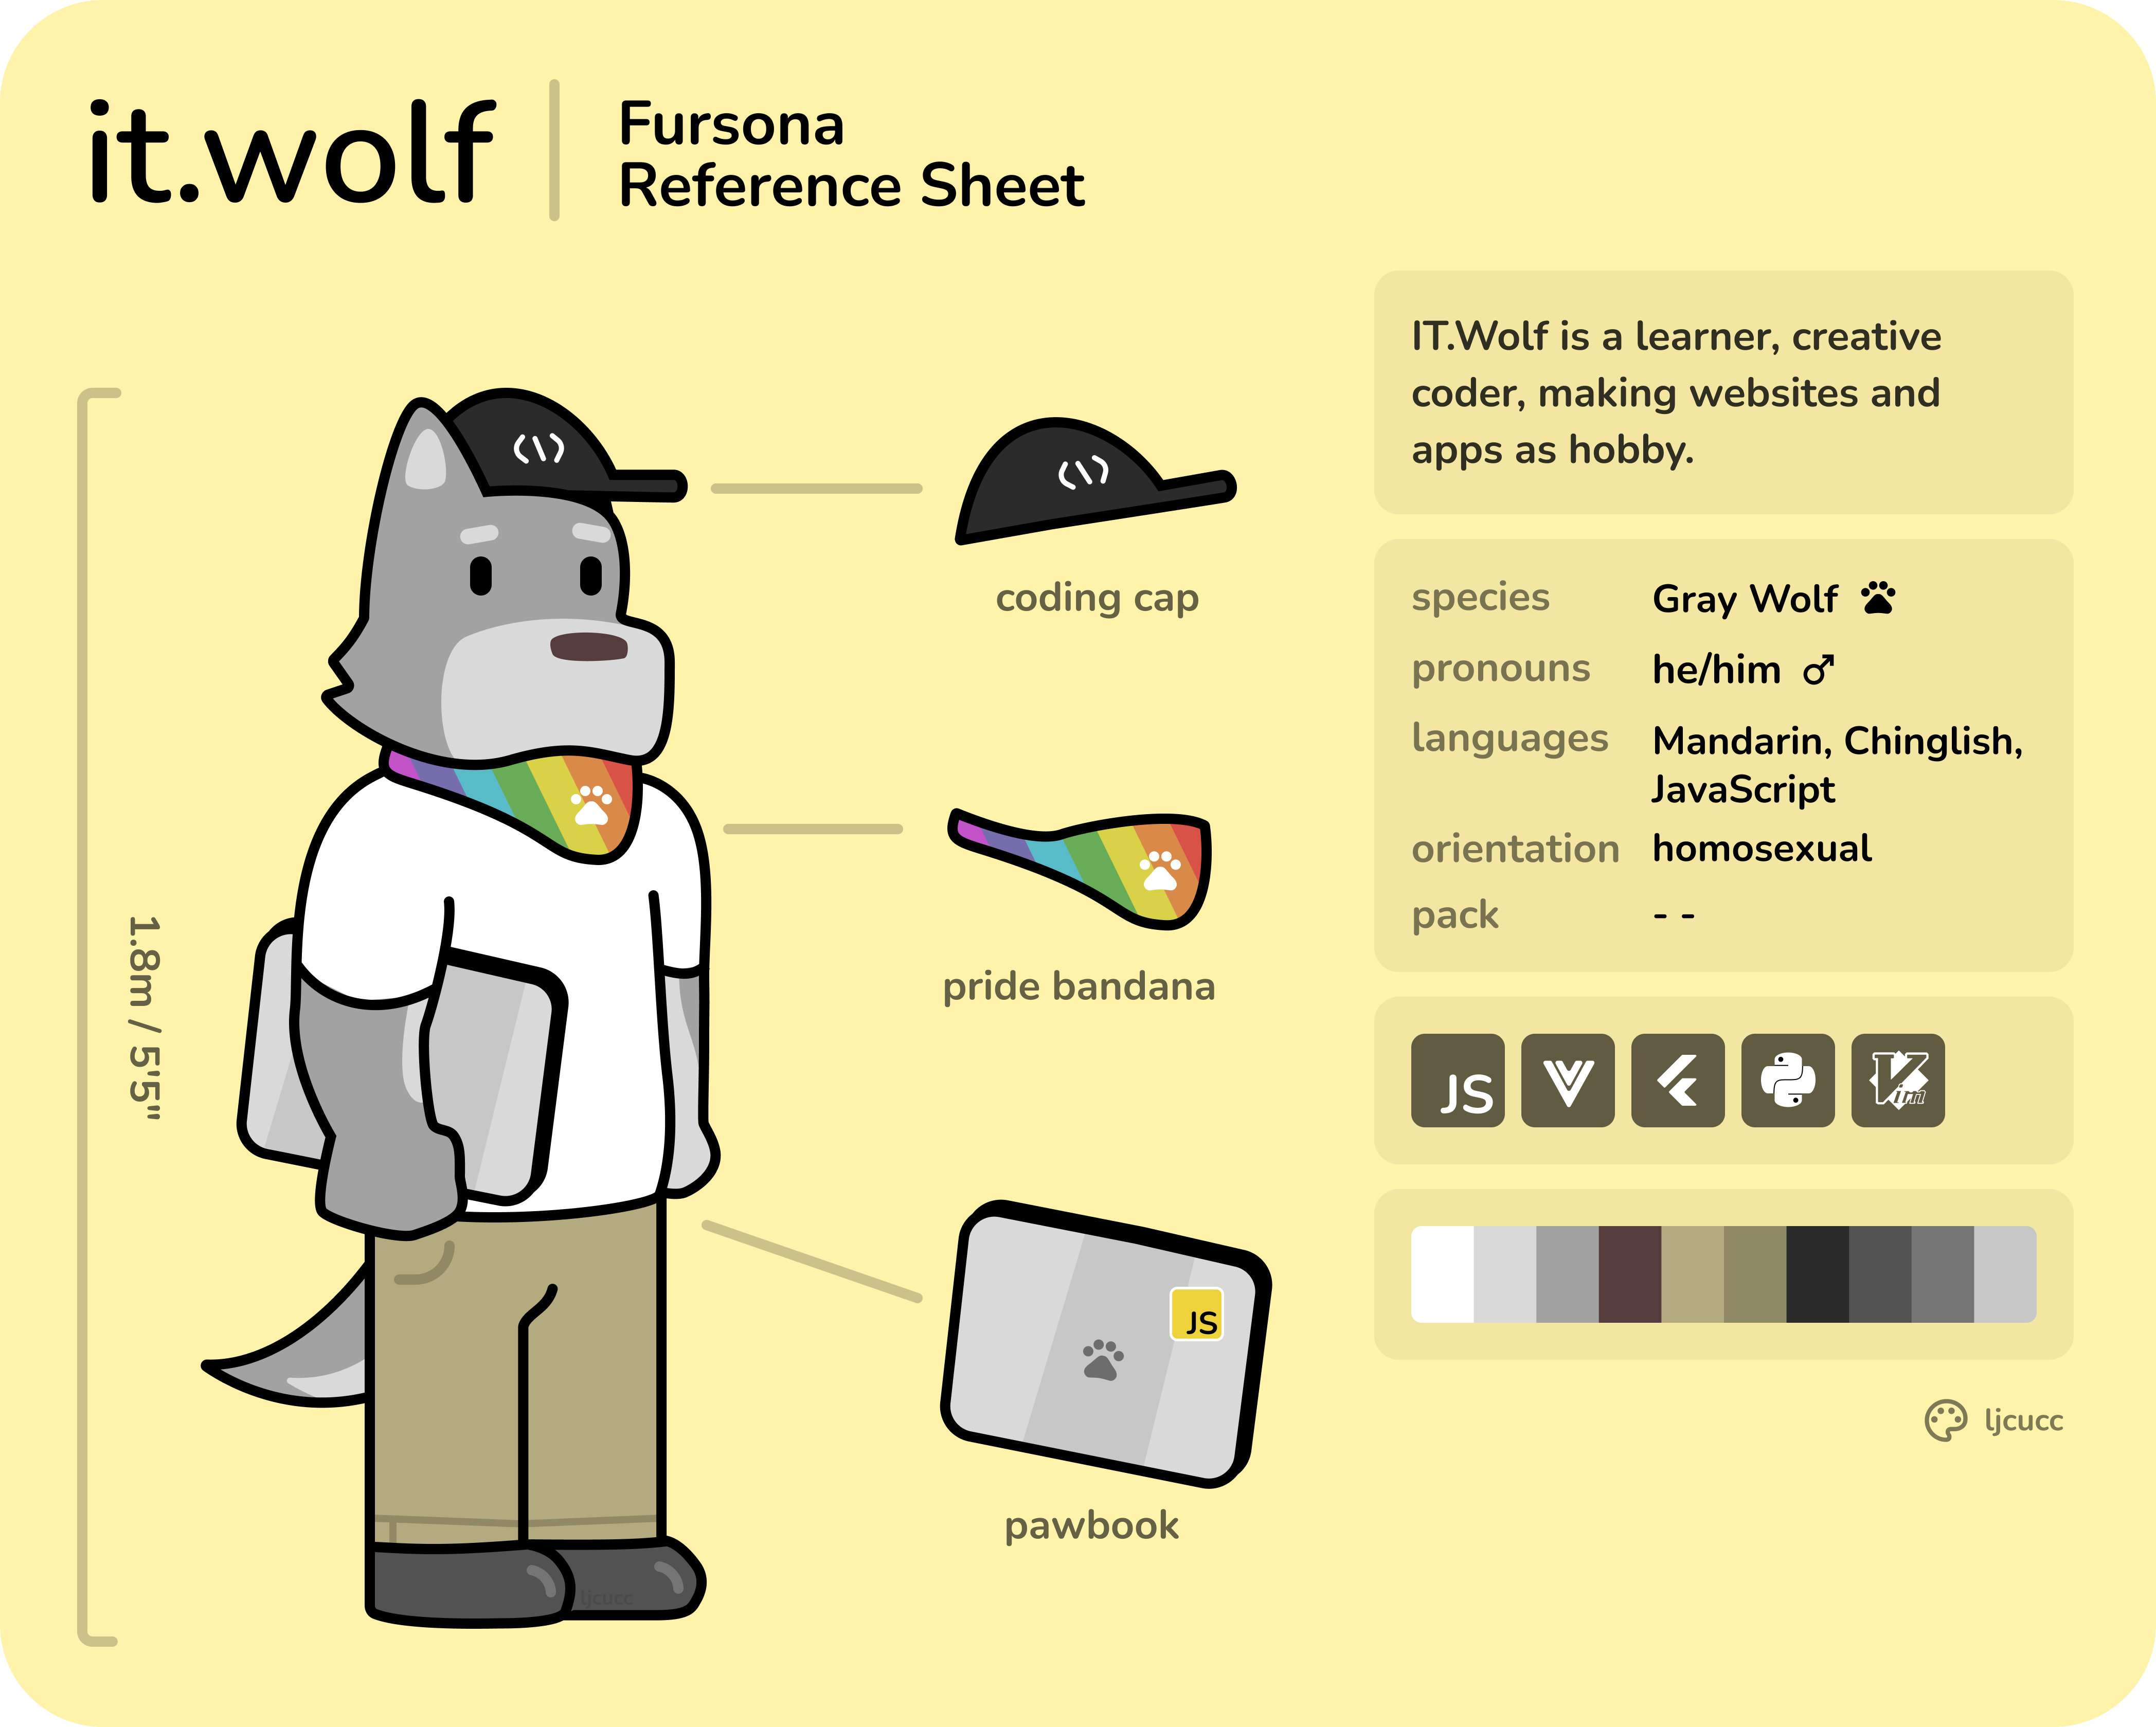 it.wolf
Fursona
Reference Sheet
1.8m / 5'5"
<\>
<\>
coding cap
pride bandana
JS
pawbook
IT.Wolf is a learner, creative
coder, making websites and
apps as hobby.
species Gray Wolf
pronouns he/him ♂
languages Mandarin, Chinglish,
JavaScript
orientation homosexual
pack - -
JS
Vim
ljcucc
ljcucc